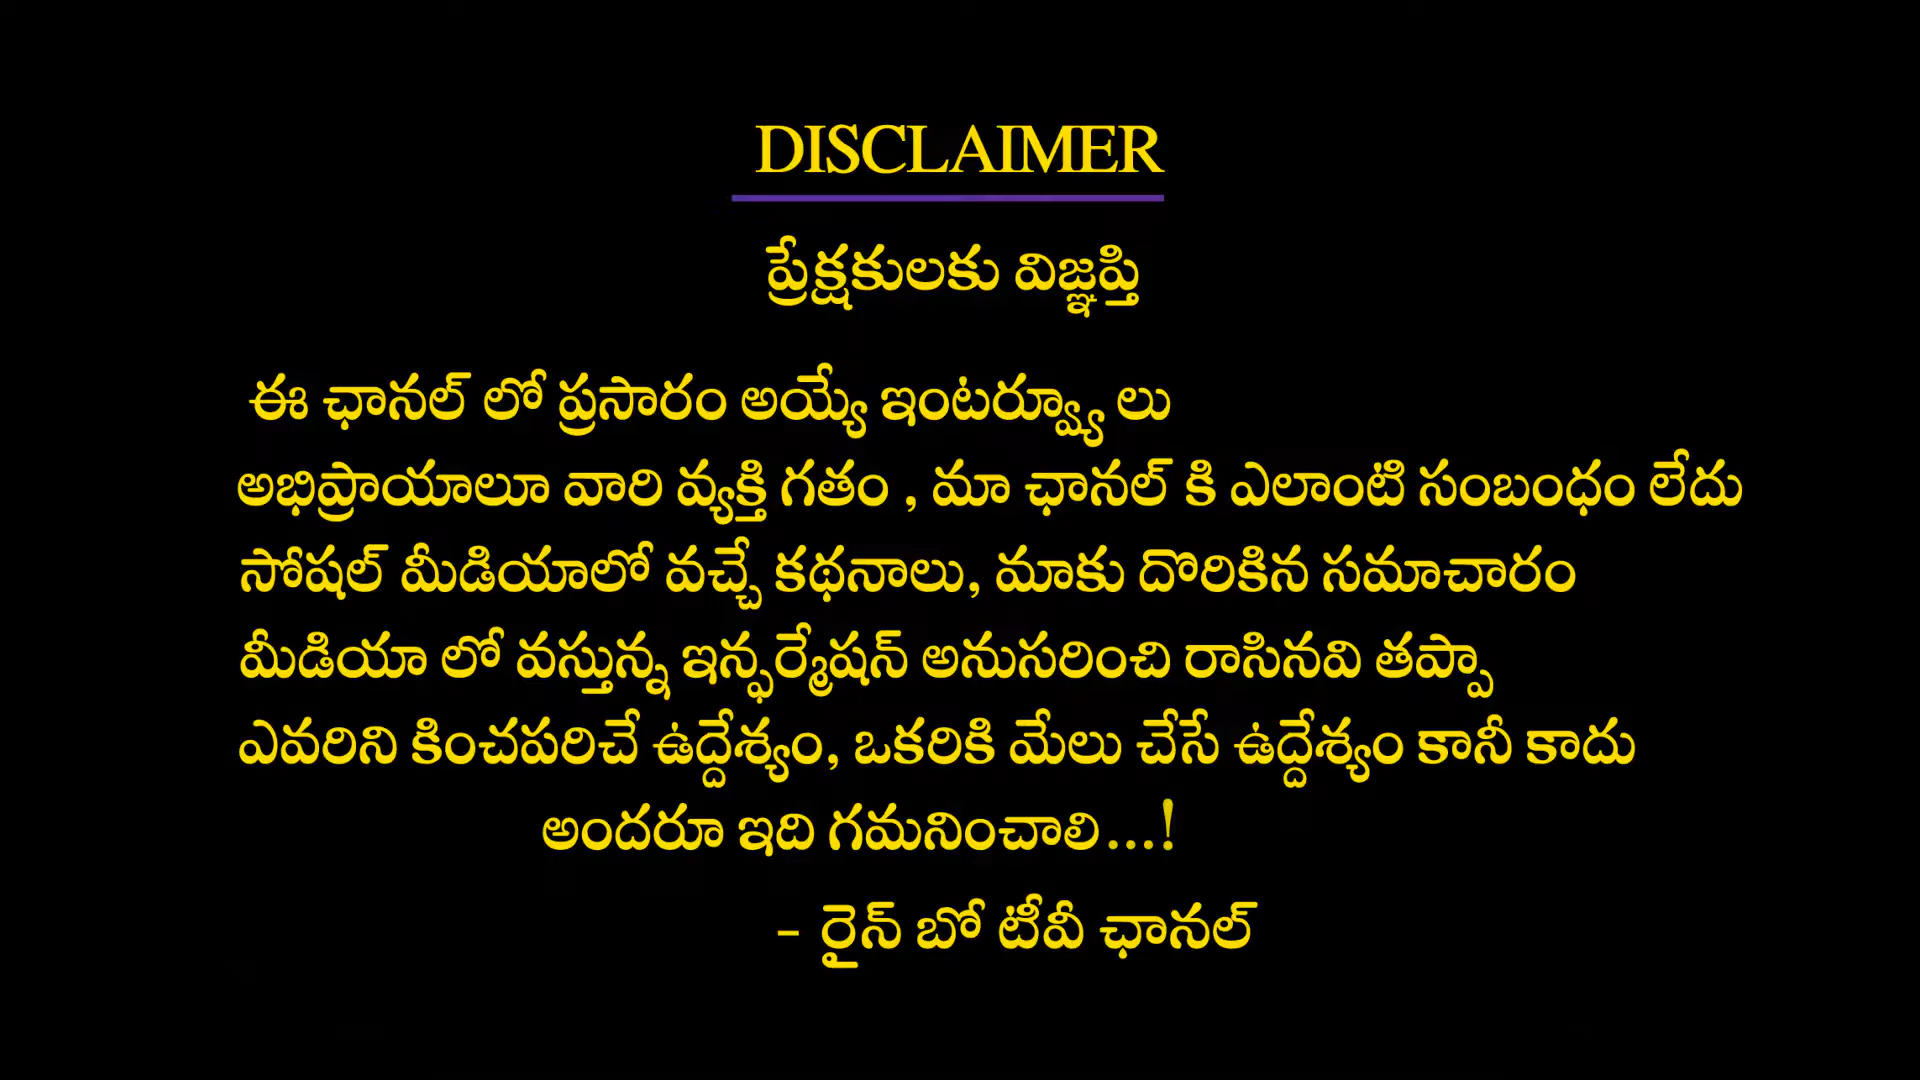 DISCLAIMER
ప్రేక్షకులకు విజ్ఞప్తి
ఈ ఛానల్ లో ప్రసారం అయ్యే ఇంటర్వ్యూ లు
అభిప్రాయాలూ వారి వ్యక్తి గతం , మా ఛానల్ కి ఎలాంటి సంబంధం లేదు
సోషల్ మీడియాలో వచ్చే కథనాలు, మాకు దొరికిన సమాచారం
మీడియా లో వస్తున్న ఇన్ఫర్మేషన్ అనుసరించి రాసినవి తప్పా
ఎవరిని కించపరిచే ఉద్దేశ్యం, ఒకరికి మేలు చేసే ఉద్దేశ్యం కానీ కాదు
అందరూ ఇది గమనించాలి...!
- రైన్ బో టీవీ ఛానల్